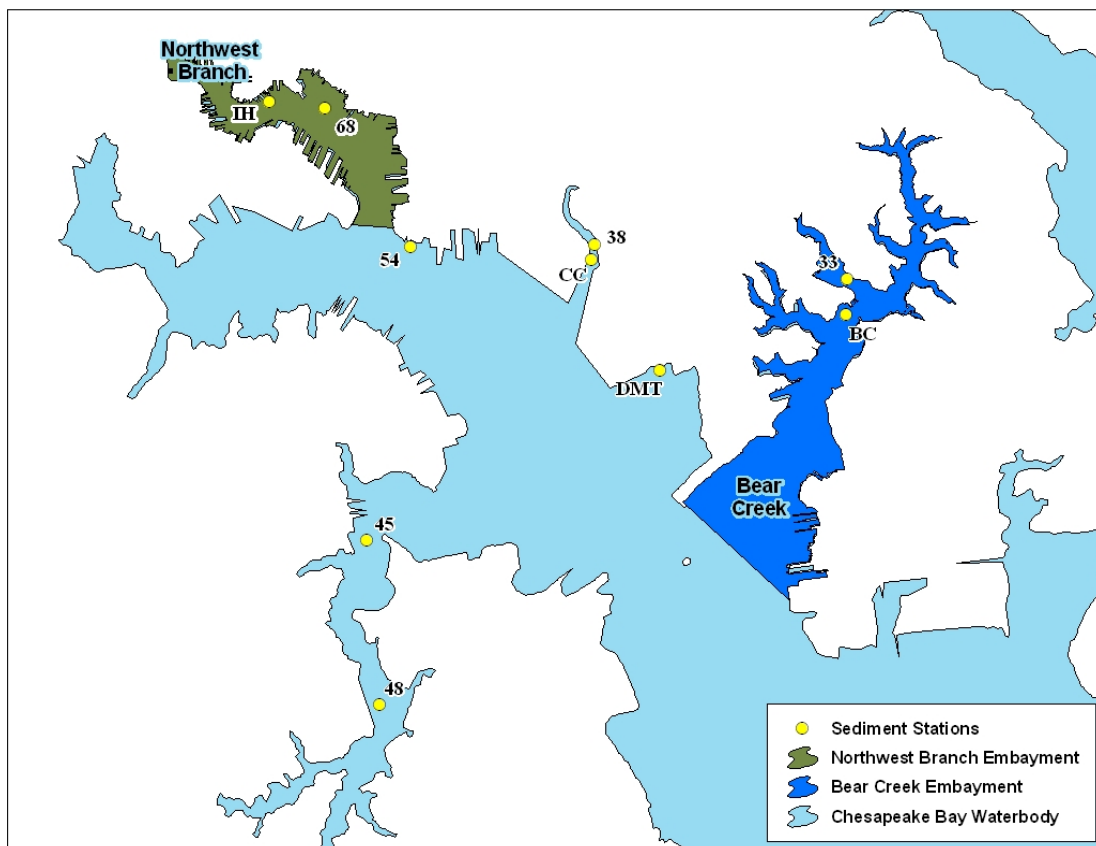 Northwest
Branch
IH
68
54
38
CC
33
BC
DMT
Bear
Creek
45
48
Sediment Stations
Northwest Branch Embayment
Bear Creek Embayment
Chesapeake Bay Waterbody